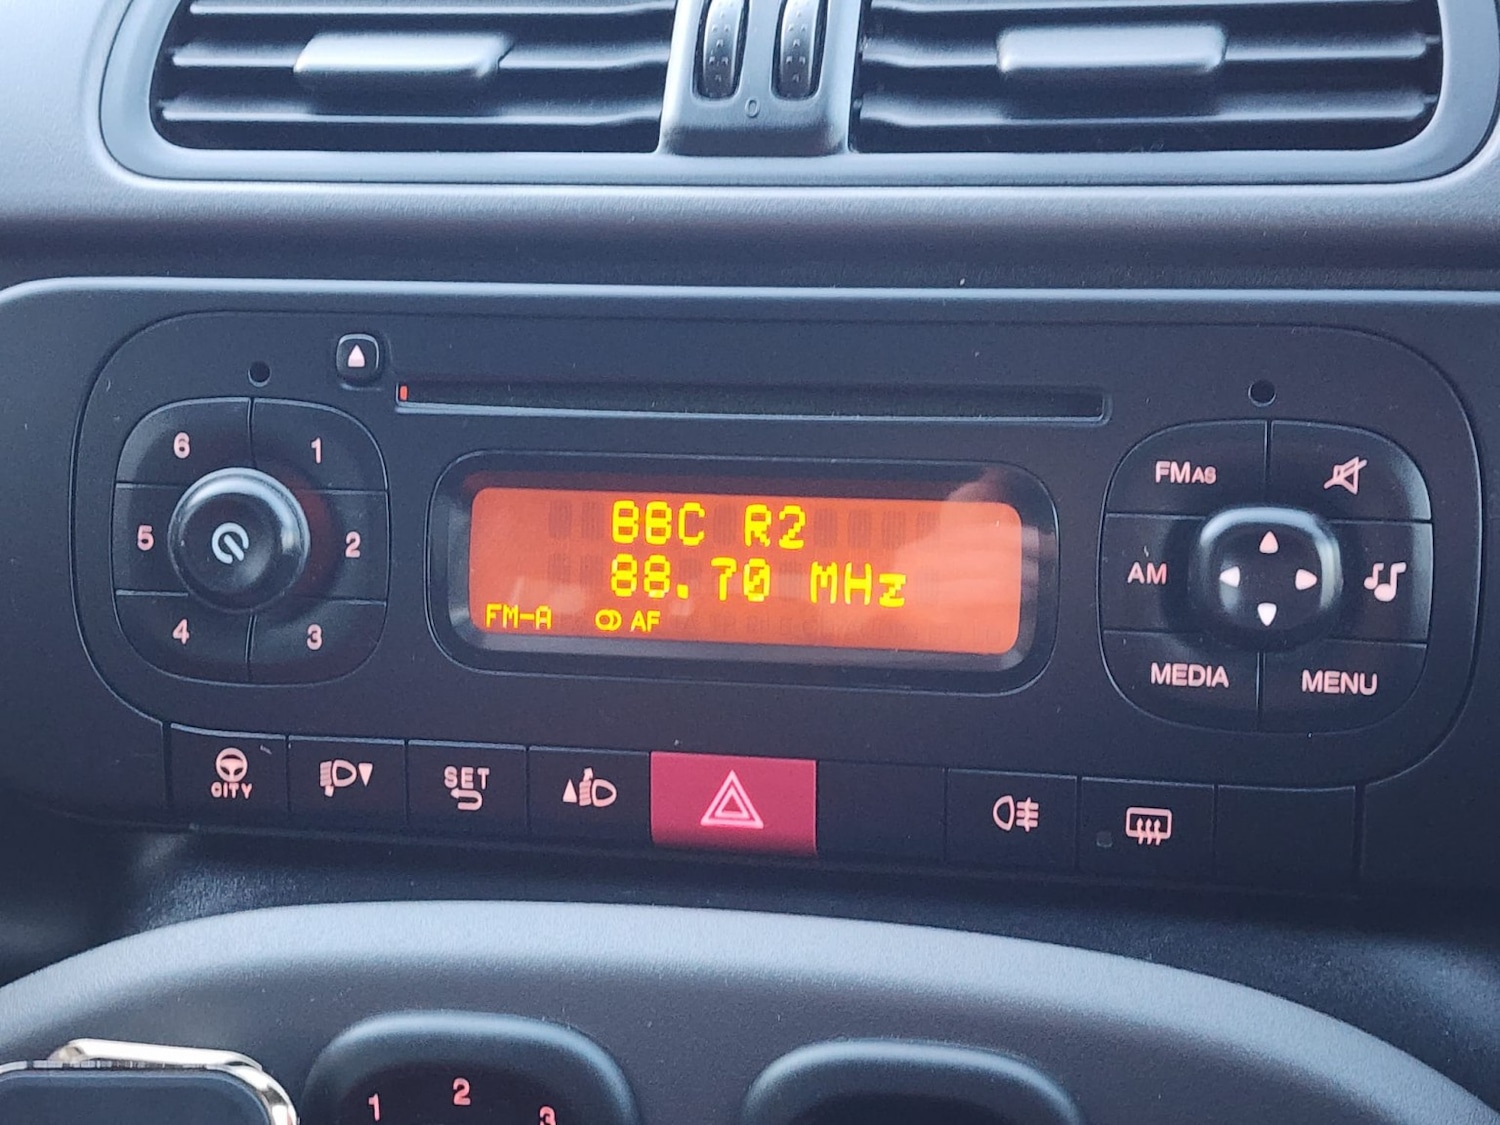 0
6 1
5 2
4 3
BBC R2
88.70 MHz
FM-A AF
FMAS
AM
MEDIA MENU
CITY
SET
1 2 3